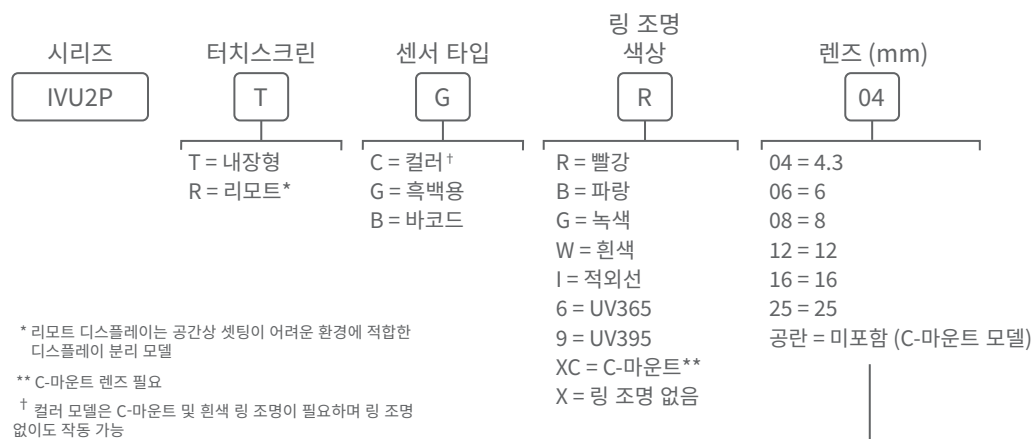 시리즈
터치스크린
센서 타입
링 조명
색상
렌즈 (mm)
IVU2P
T
G
R
04
T = 내장형
R = 리모트*
C = 컬러†
G = 흑백용
B = 바코드
R = 빨강
B = 파랑
G = 녹색
W = 흰색
I = 적외선
6 = UV365
9 = UV395
XC = C-마운트**
X = 링 조명 없음
04 = 4.3
06 = 6
08 = 8
12 = 12
16 = 16
25 = 25
공란 = 미포함 (C-마운트 모델)
* 리모트 디스플레이는 공간상 셋팅이 어려운 환경에 적합한
디스플레이 분리 모델
** C-마운트 렌즈 필요
† 컬러 모델은 C-마운트 및 흰색 링 조명이 필요하며 링 조명
없이도 작동 가능